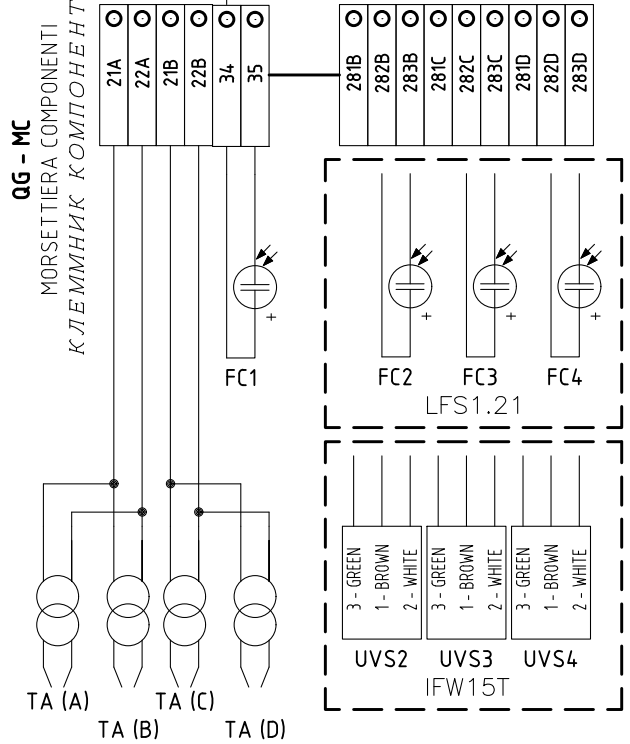 QG - MC
MORSETTIERA COMPONENTI
КЛЕММНИК КОМПОНЕНТ
21A 22A 21B 22B 34 35
281B 282B 283B 281C 282C 283C 281D 282D 283D
+ + + +
FC1 FC2 FC3 FC4
LFS1.21
3 - GREEN 1 - BROWN 2 - WHITE 3 - GREEN 1 - BROWN 2 - WHITE 3 - GREEN 1 - BROWN 2 - WHITE
UVS2 UVS3 UVS4
IFW15T
TA (A) TA (C)
TA (B) TA (D)